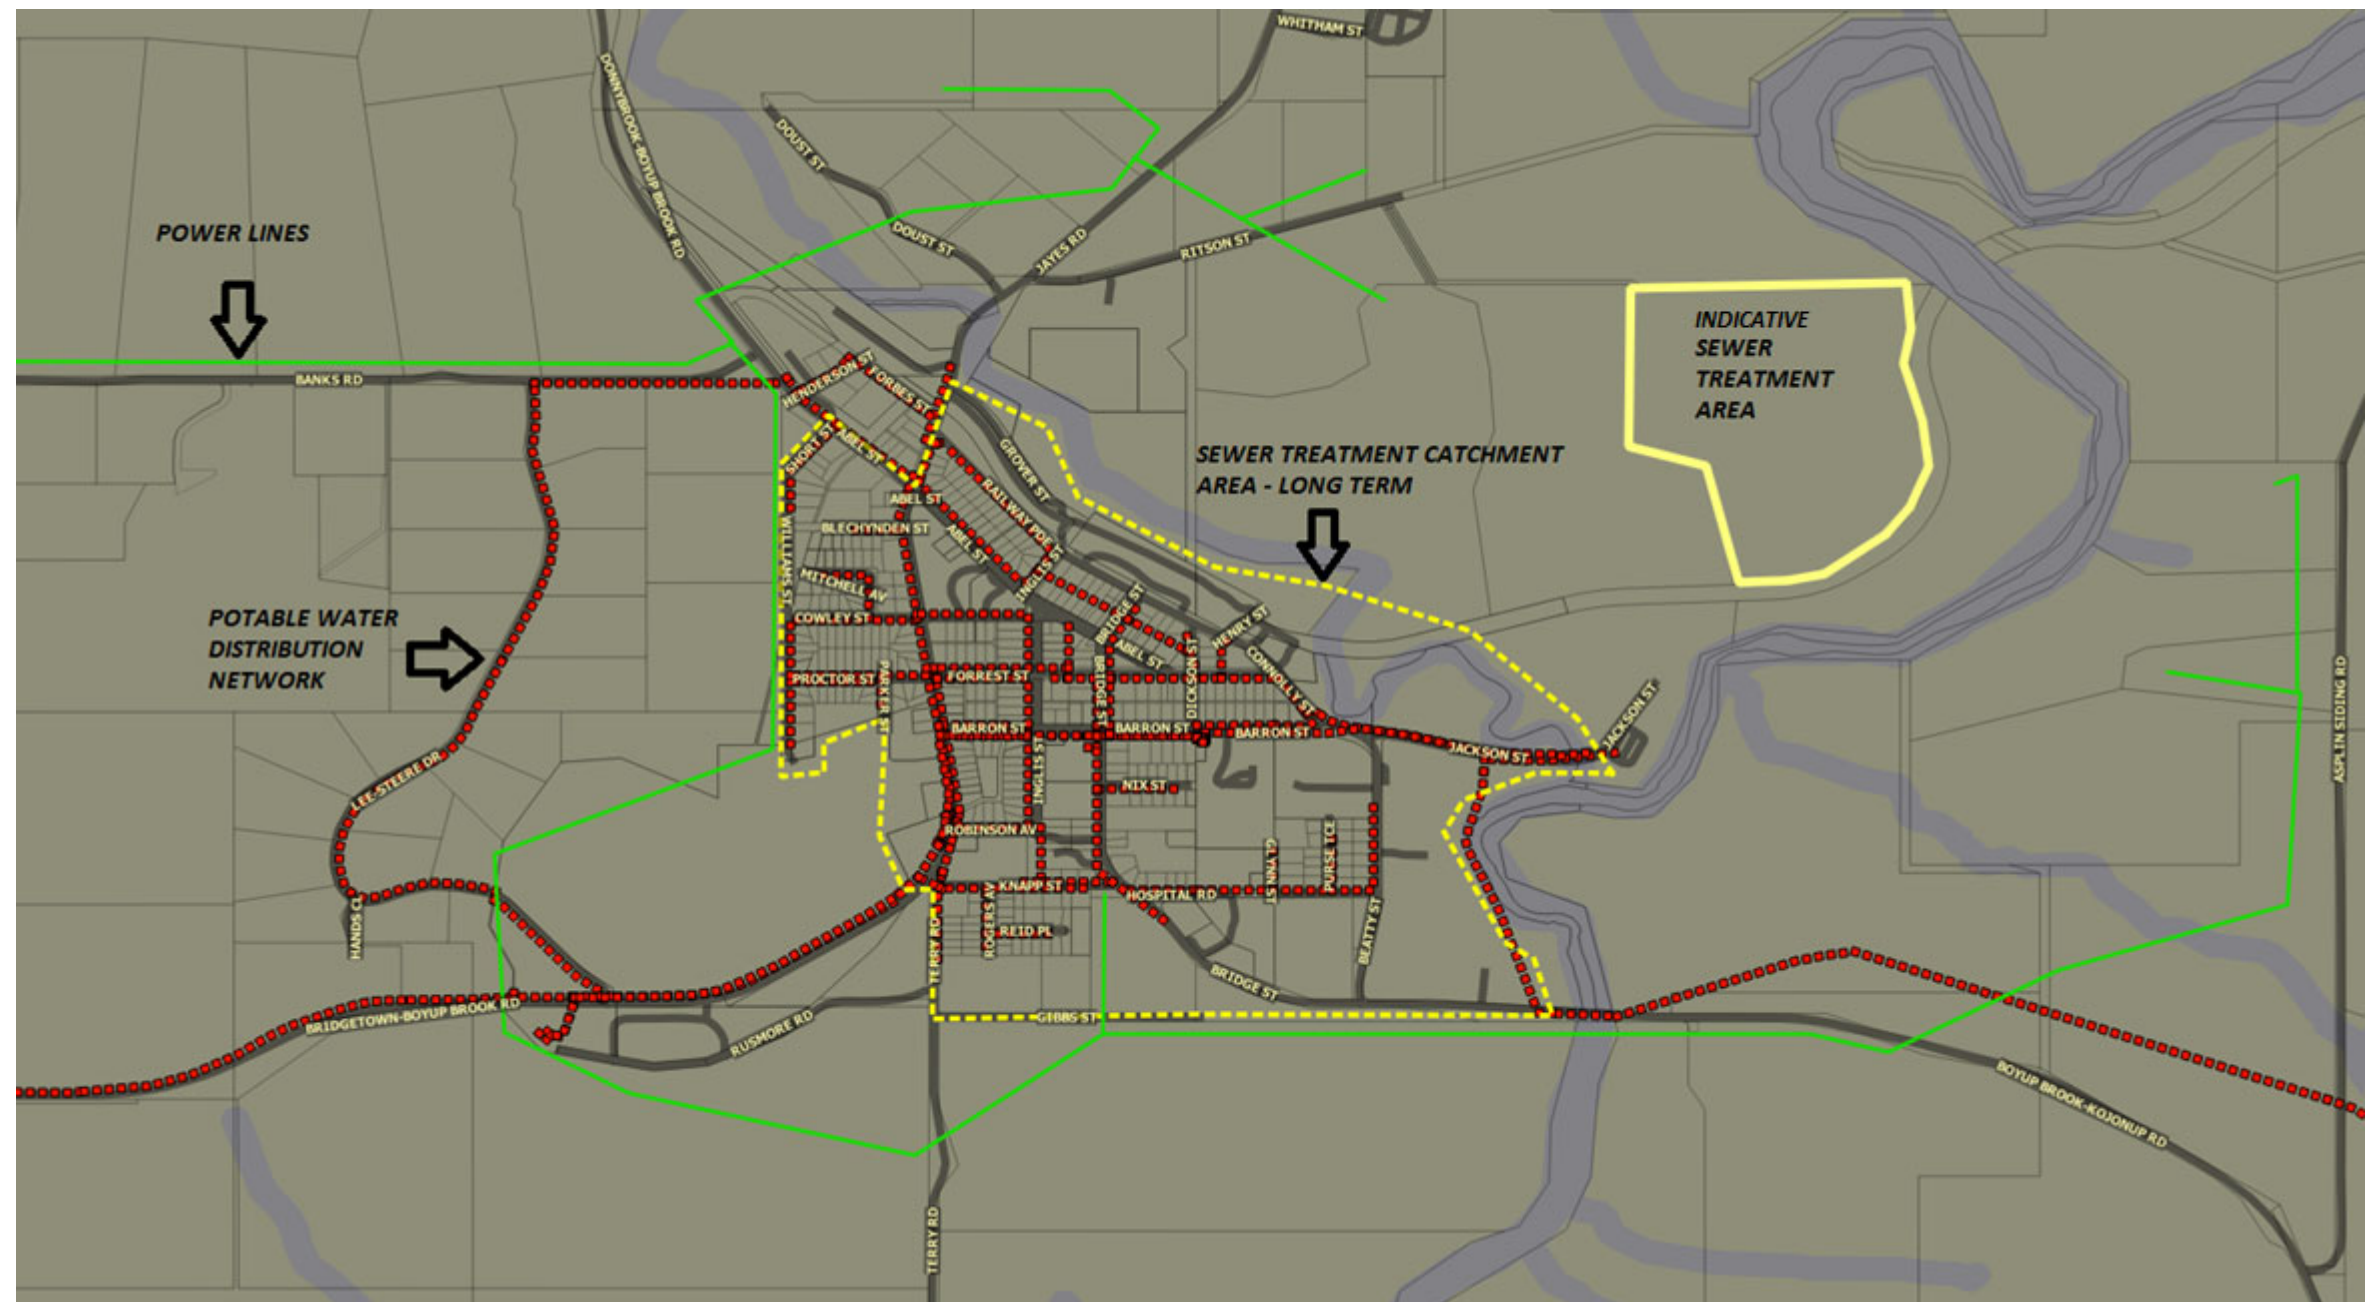 WHITHAM ST
DONNYBROOK-BOYUP BROOK RD
DOUST ST
DOUST ST
JAYES RD
RITSON ST
POWER LINES
BANKS RD
INDICATIVE
SEWER
TREATMENT
AREA
HENDERSON ST
FORBES ST
SHORT ST
ABEL ST
GROVER ST
SEWER TREATMENT CATCHMENT
AREA - LONG TERM
RAILWAY PDE
ABEL ST
BLECHYNDEN ST
ABEL ST
WILLIAMS ST
INGLIS ST
MITCHELL AV
BRIDGE ST
HENRY ST
COWLEY ST
POTABLE WATER
DISTRIBUTION
NETWORK
ABEL ST
DICKSON ST
CONNOLLY ST
PROCTOR ST
PARKER ST
FORREST ST
BRIDGE ST
JACKSON ST
ASPLIN SIDING RD
BARRON ST
BARRON ST
BARRON ST
JACKSON ST
LEE-STEERE DR
INGLIS ST
NIX ST
ROBINSON AV
GLYNN ST
PURSE TCE
KNAPP ST
HOSPITAL RD
HANDS CL
ROGERS AV
REID PL
TERRY RD
BEATTY ST
BRIDGE ST
BRIDGETOWN-BOYUP BROOK RD
GIBBS ST
RUSMORE RD
BOYUP BROOK-KOJONUP RD
TERRY RD